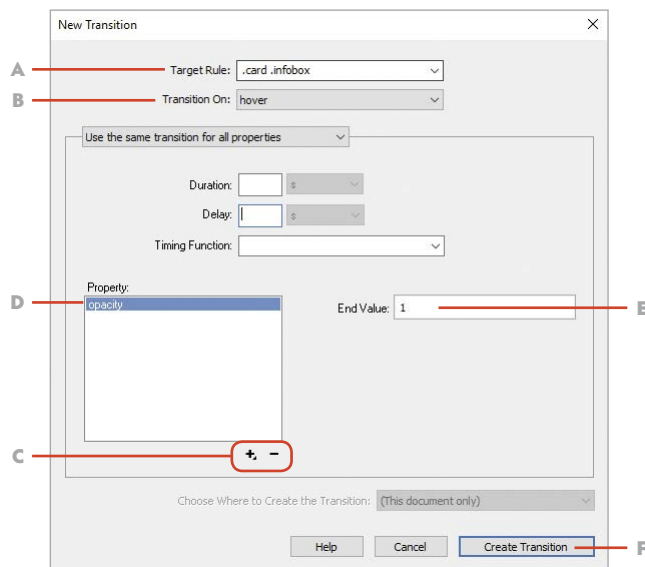 New Transition
A
Target Rule: .card .infobox
B
Transition On: hover
Use the same transition for all properties
Duration: s
Delay: s
Timing Function:
Property:
D
opacity
End Value: 1
E
C
+ −
Choose Where to Create the Transition: (This document only)
Help Cancel Create Transition
F